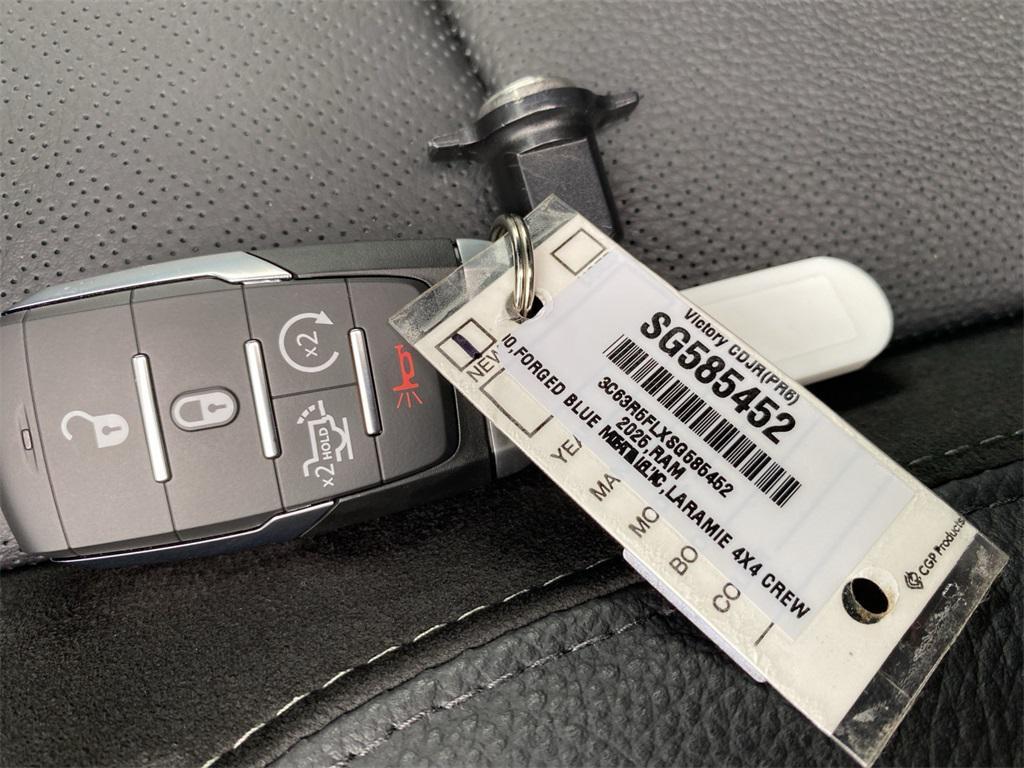 x2
x2 HOLD
NEW
Victory CDJR(PR6)
SG585452
3C63R5FLXSG585452
2025,RAM
LARAMIE 4X4 CREW
FORGED BLUE
YE
MA
MO
BO
CO
CGP Products